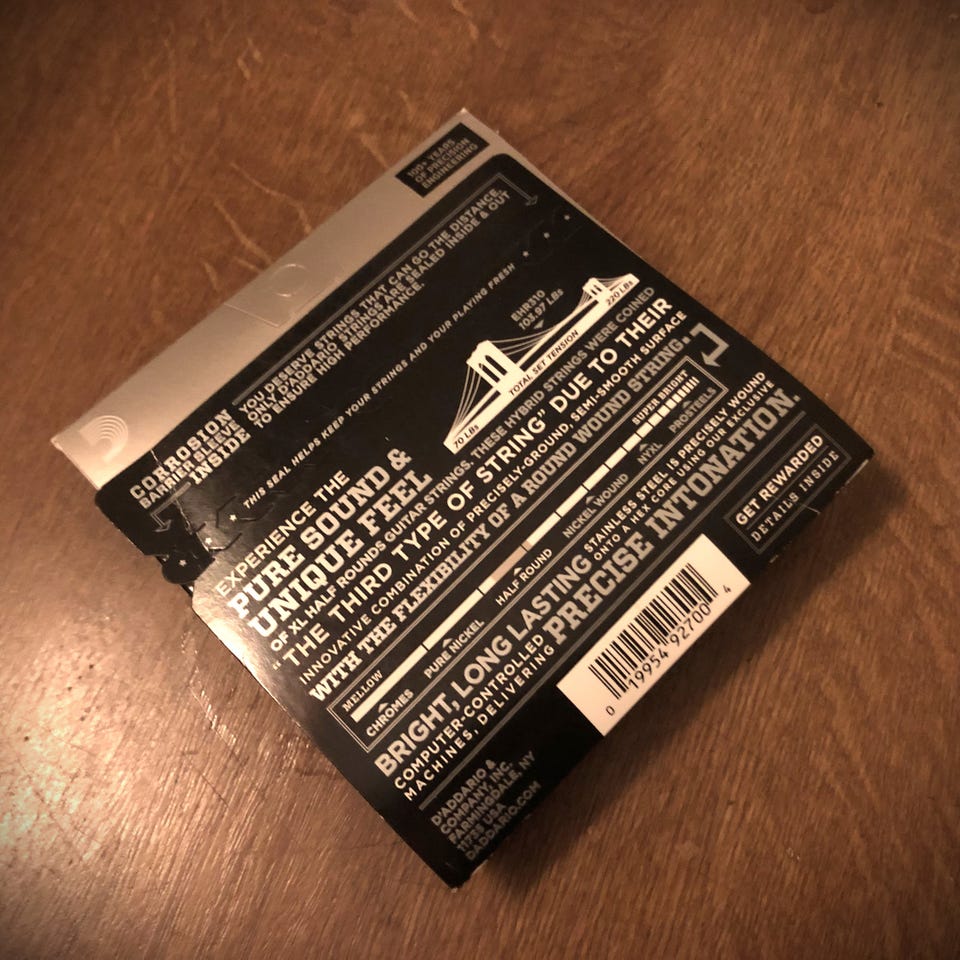 100+ YEARS
OF PRECISION
ENGINEERING
CORROSION
BARRIER SLEEVE
INSIDE
YOU DESERVE STRINGS THAT CAN GO THE DISTANCE.
ONLY D'ADDARIO STRINGS ARE SEALED INSIDE & OUT
TO ENSURE HIGH PERFORMANCE.
THIS SEAL HELPS KEEP YOUR STRINGS AND YOUR PLAYING FRESH
EHR310
102.97 LBs
70 LBs
TOTAL SET TENSION
220 LBs
EXPERIENCE THE
PURE SOUND &
UNIQUE FEEL
OF XL HALF ROUNDS GUITAR STRINGS. THESE HYBRID STRINGS WERE COINED
"THE THIRD TYPE OF STRING" DUE TO THEIR
INNOVATIVE COMBINATION OF PRECISELY-GROUND, SEMI-SMOOTH SURFACE
WITH THE FLEXIBILITY OF A ROUND WOUND STRING.
MELLOW
SUPER BRIGHT
CHROMES
PURE NICKEL
HALF ROUND
NICKEL WOUND
NYXL
PROSTEELS
BRIGHT, LONG LASTING STAINLESS STEEL IS PRECISELY WOUND
ONTO A HEX CORE USING OUR EXCLUSIVE
COMPUTER-CONTROLLED
MACHINES, DELIVERING PRECISE INTONATION.
D'ADDARIO &
COMPANY, INC.
FARMINGDALE, NY
11735 USA
DADDARIO.COM
0 19954 92700 4
GET REWARDED
DETAILS INSIDE